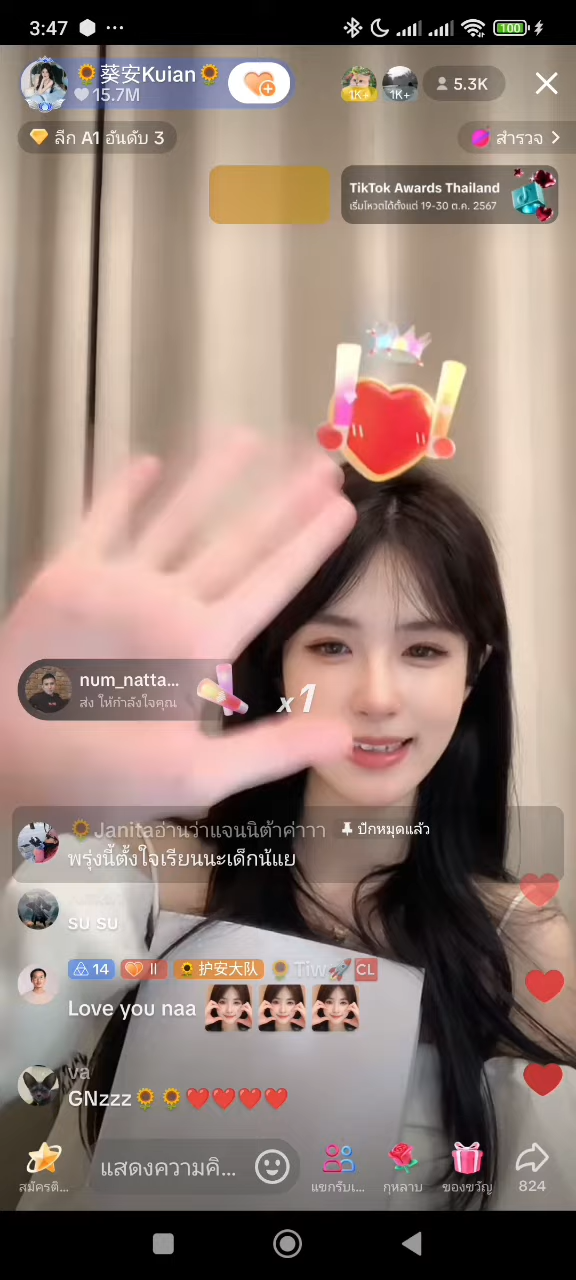 3:47
100
🌻葵安Kuian🌻
15.7M
1K+
1K+
5.3K
ลีก A1 อันดับ 3
สำรวจ
TikTok Awards Thailand
เริ่มโหวตได้ตั้งแต่ 19-30 ต.ค. 2567
num_natta...
ส่ง ให้กำลังใจคุณ
x1
🌻Janitaอ่านว่าแจนนิต้าค่าาา
ปักหมุดแล้ว
พรุ่งนี้ตั้งใจเรียนนะเด็กน้แย
su su
14 II 🌻护安大队 🌻Tiw🚀CL
Love you naa
va
GNzzz🌻🌻❤️❤️❤️❤️
สมัครติ...
แสดงความคิ...
แขกรับเ...
กุหลาบ
ของขวัญ
824